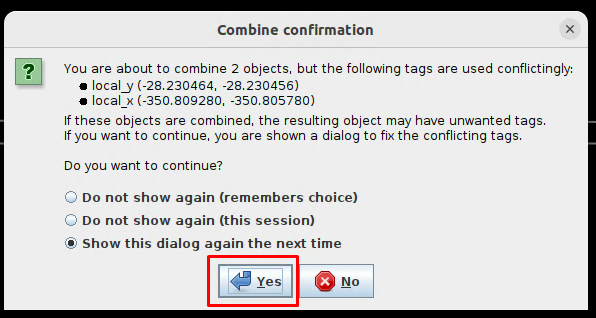 Combine confirmation
?
You are about to combine 2 objects, but the following tags are used conflictingly:
● local_y (-28.230464, -28.230456)
● local_x (-350.809280, -350.805780)
If these objects are combined, the resulting object may have unwanted tags.
If you want to continue, you are shown a dialog to fix the conflicting tags.
Do you want to continue?
Do not show again (remembers choice)
Do not show again (this session)
Show this dialog again the next time
Yes No